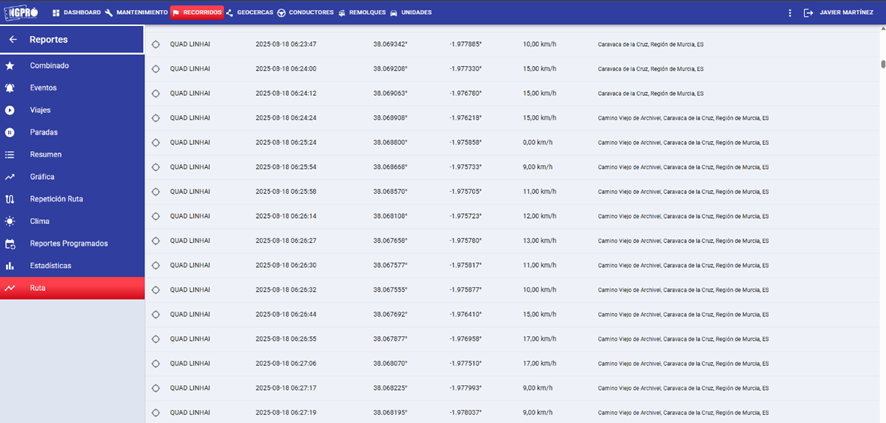 NGPRO DASHBOARD MANTENIMIENTO RECORRIDOS GEOCERCAS CONDUCTORES REMOLQUES UNIDADES JAVIER MARTÍNEZ
Reportes
Combinado
Eventos
Viajes
Paradas
Resumen
Gráfica
Repetición Ruta
Clima
Reportes Programados
Estadísticas
Ruta
QUAD LINHAI 2025-08-18 06:23:47 38.069342° -1.977885° 10,00 km/h Caravaca de la Cruz, Región de Murcia, ES
QUAD LINHAI 2025-08-18 06:24:00 38.069208° -1.977330° 15,00 km/h Caravaca de la Cruz, Región de Murcia, ES
QUAD LINHAI 2025-08-18 06:24:12 38.069063° -1.976780° 15,00 km/h Caravaca de la Cruz, Región de Murcia, ES
QUAD LINHAI 2025-08-18 06:24:24 38.068908° -1.976218° 15,00 km/h Camino Viejo de Archivel, Caravaca de la Cruz, Región de Murcia, ES
QUAD LINHAI 2025-08-18 06:25:24 38.068800° -1.975858° 0,00 km/h Camino Viejo de Archivel, Caravaca de la Cruz, Región de Murcia, ES
QUAD LINHAI 2025-08-18 06:25:54 38.068668° -1.975733° 9,00 km/h Camino Viejo de Archivel, Caravaca de la Cruz, Región de Murcia, ES
QUAD LINHAI 2025-08-18 06:25:58 38.068570° -1.975705° 11,00 km/h Camino Viejo de Archivel, Caravaca de la Cruz, Región de Murcia, ES
QUAD LINHAI 2025-08-18 06:26:14 38.068108° -1.975723° 12,00 km/h Camino Viejo de Archivel, Caravaca de la Cruz, Región de Murcia, ES
QUAD LINHAI 2025-08-18 06:26:27 38.067658° -1.975780° 13,00 km/h Camino Viejo de Archivel, Caravaca de la Cruz, Región de Murcia, ES
QUAD LINHAI 2025-08-18 06:26:30 38.067577° -1.975817° 11,00 km/h Camino Viejo de Archivel, Caravaca de la Cruz, Región de Murcia, ES
QUAD LINHAI 2025-08-18 06:26:32 38.067555° -1.975877° 10,00 km/h Camino Viejo de Archivel, Caravaca de la Cruz, Región de Murcia, ES
QUAD LINHAI 2025-08-18 06:26:44 38.067692° -1.976410° 15,00 km/h Camino Viejo de Archivel, Caravaca de la Cruz, Región de Murcia, ES
QUAD LINHAI 2025-08-18 06:26:55 38.067877° -1.976958° 17,00 km/h Camino Viejo de Archivel, Caravaca de la Cruz, Región de Murcia, ES
QUAD LINHAI 2025-08-18 06:27:06 38.068070° -1.977510° 17,00 km/h Camino Viejo de Archivel, Caravaca de la Cruz, Región de Murcia, ES
QUAD LINHAI 2025-08-18 06:27:17 38.068225° -1.977993° 9,00 km/h Camino Viejo de Archivel, Caravaca de la Cruz, Región de Murcia, ES
QUAD LINHAI 2025-08-18 06:27:19 38.068195° -1.978037° 9,00 km/h Camino Viejo de Archivel, Caravaca de la Cruz, Región de Murcia, ES